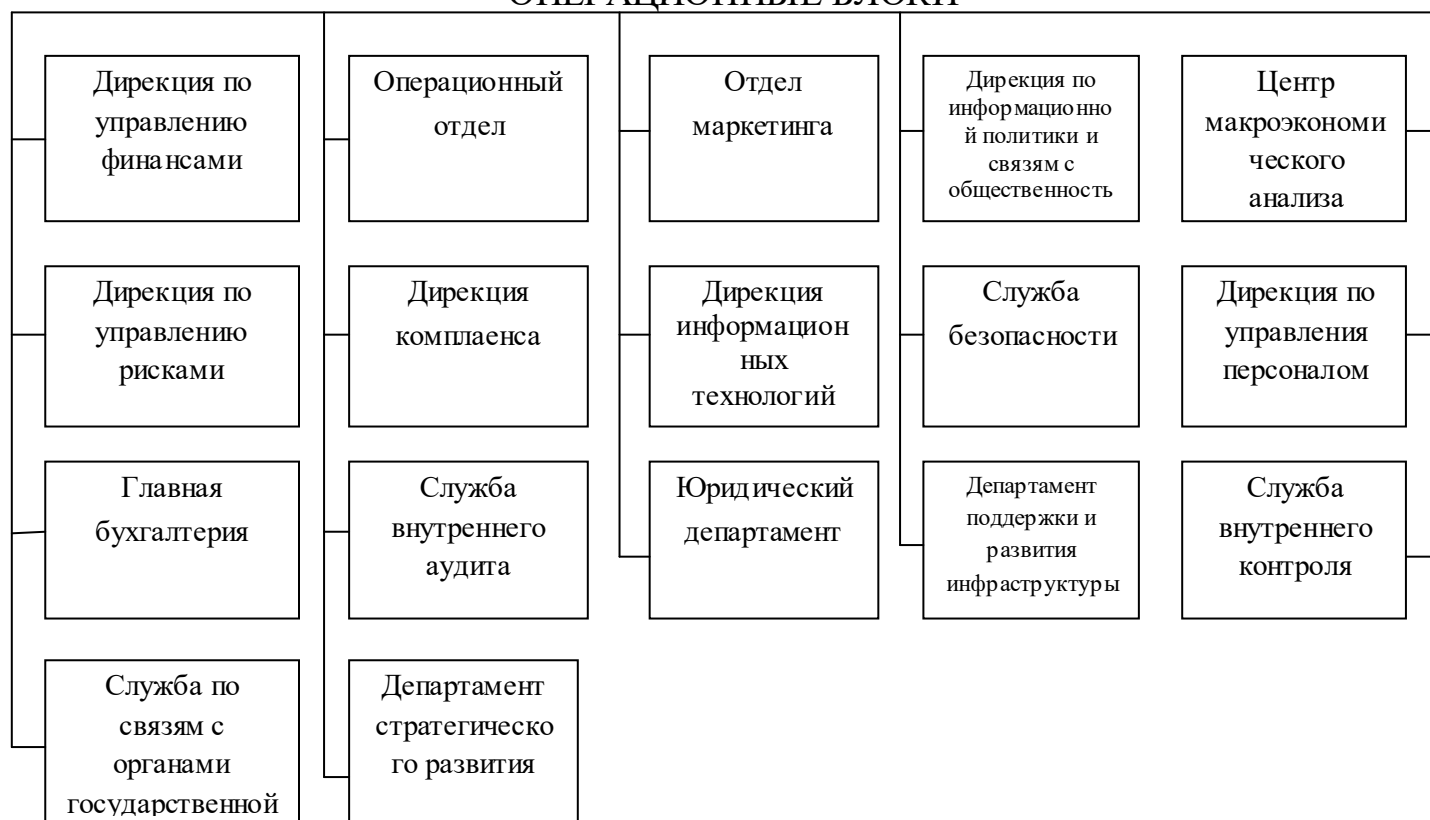 ОПЕРАЦИОННЫЕ БЛОКИ
Дирекция по
управлению
финансами
Операционный
отдел
Отдел
маркетинга
Дирекция по
информационно
й политики и
связям с
общественность
Центр
макроэкономи
ческого
анализа
Дирекция по
управлению
рисками
Дирекция
комплаенса
Дирекция
информацион
ных
технологий
Служба
безопасности
Дирекция по
управления
персоналом
Главная
бухгалтерия
Служба
внутреннего
аудита
Юридический
департамент
Департамент
поддержки и
развития
инфраструктуры
Служба
внутреннего
контроля
Служба по
связям с
органами
государственной
Департамент
стратегическо
го развития